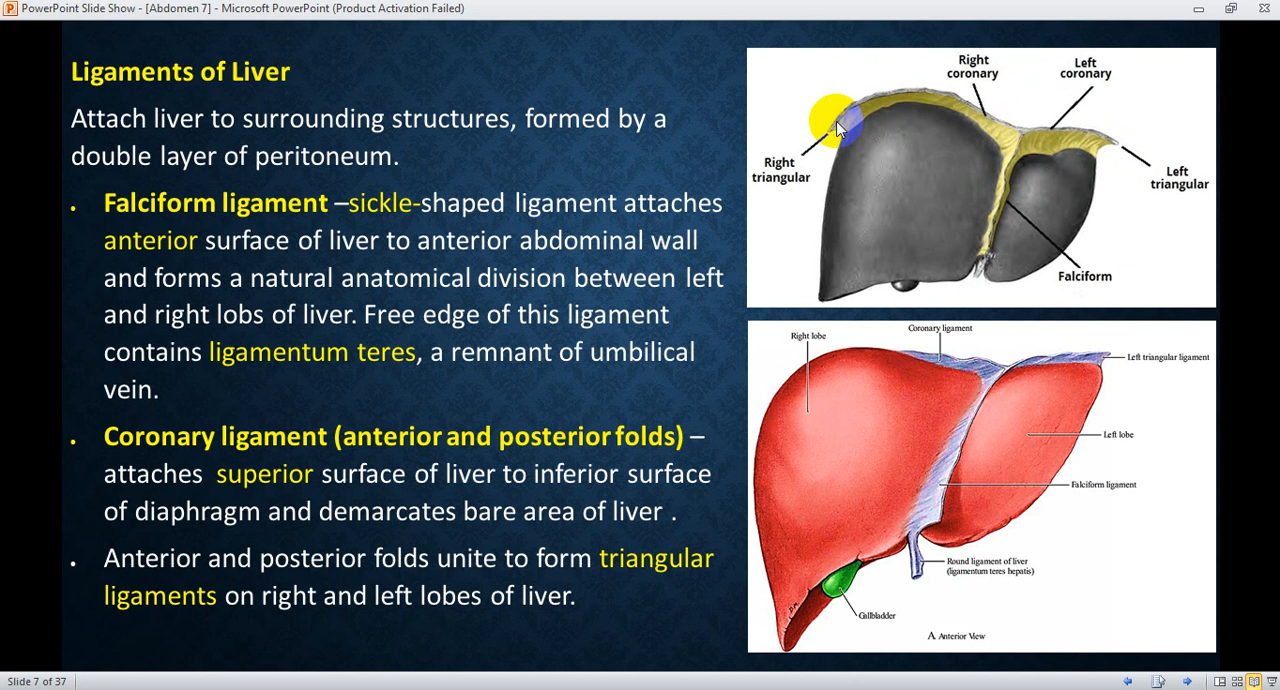 PowerPoint Slide Show - [Abdomen 7] - Microsoft PowerPoint (Product Activation Failed)
Ligaments of Liver
Attach liver to surrounding structures, formed by a
double layer of peritoneum.
• Falciform ligament –sickle-shaped ligament attaches
anterior surface of liver to anterior abdominal wall
and forms a natural anatomical division between left
and right lobs of liver. Free edge of this ligament
contains ligamentum teres, a remnant of umbilical
vein.
• Coronary ligament (anterior and posterior folds) –
attaches superior surface of liver to inferior surface
of diaphragm and demarcates bare area of liver .
• Anterior and posterior folds unite to form triangular
ligaments on right and left lobes of liver.
Right
coronary
Left
coronary
Right
triangular
Left
triangular
Falciform
Right lobe
Coronary ligament
Left triangular ligament
Left lobe
Falciform ligament
Round ligament of liver
(ligamentum teres hepatis)
Gallbladder
A. Anterior View
Slide 7 of 37